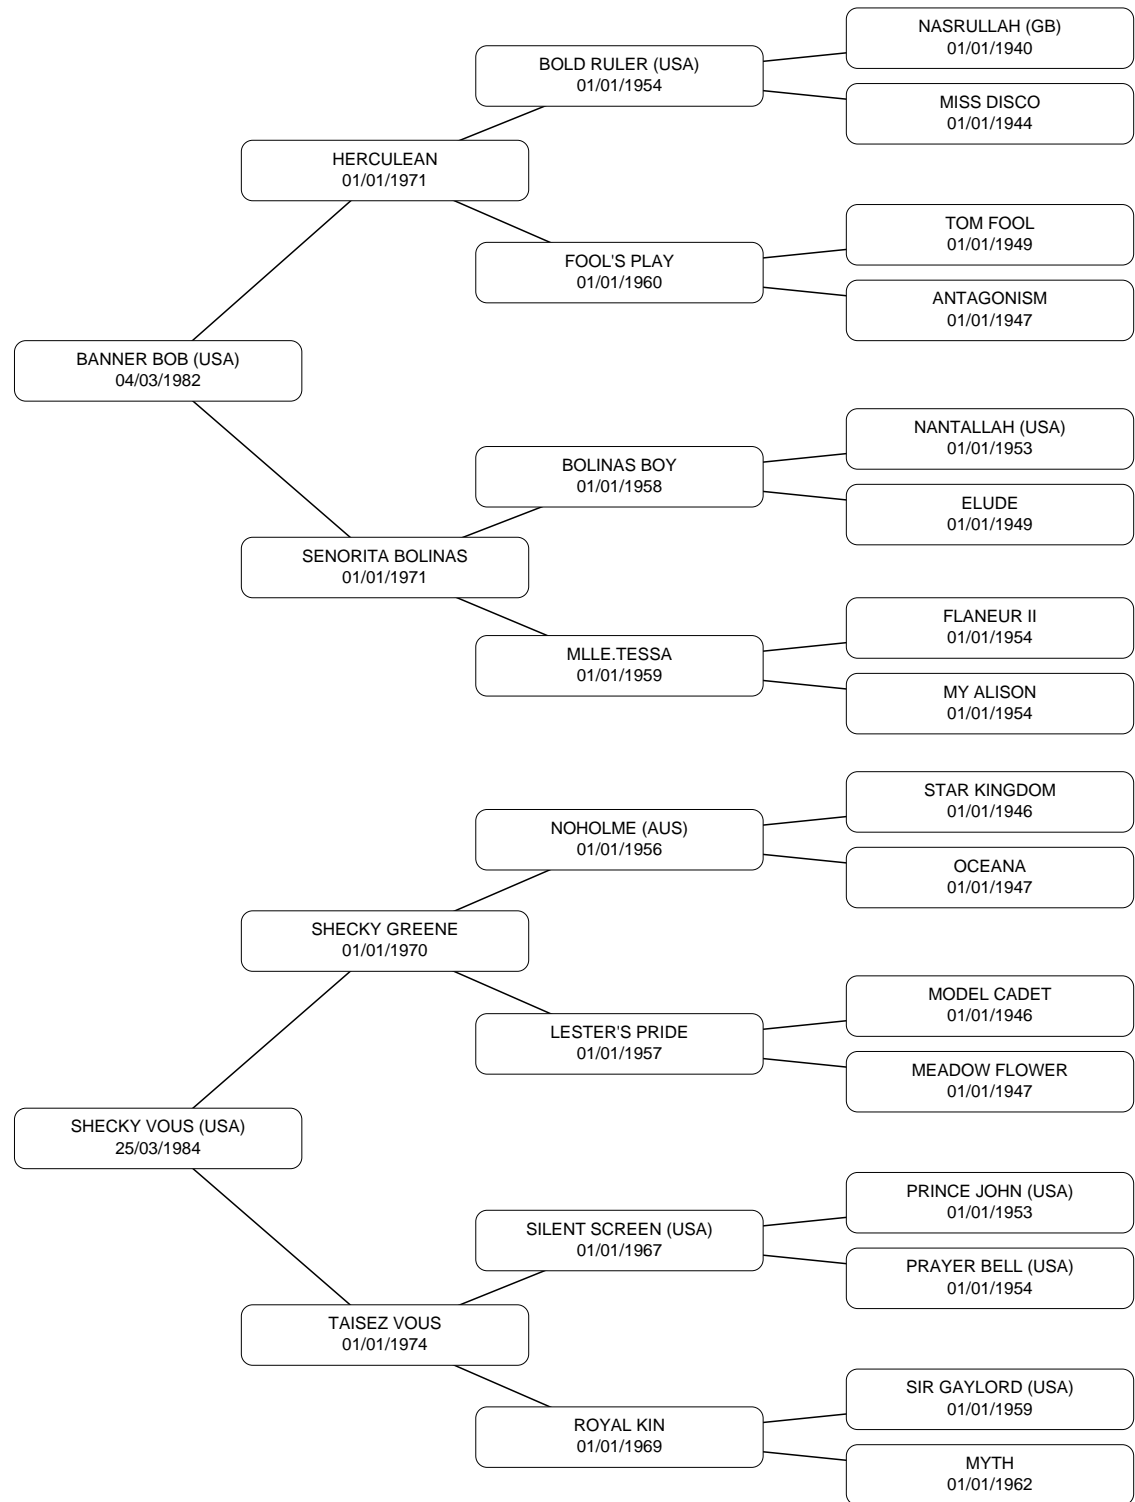 NASRULLAH (GB)
01/01/1940
BOLD RULER (USA)
01/01/1954
MISS DISCO
01/01/1944
HERCULEAN
01/01/1971
TOM FOOL
01/01/1949
FOOL'S PLAY
01/01/1960
ANTAGONISM
01/01/1947
BANNER BOB (USA)
04/03/1982
NANTALLAH (USA)
01/01/1953
BOLINAS BOY
01/01/1958
ELUDE
01/01/1949
SENORITA BOLINAS
01/01/1971
FLANEUR II
01/01/1954
MLLE.TESSA
01/01/1959
MY ALISON
01/01/1954
STAR KINGDOM
01/01/1946
NOHOLME (AUS)
01/01/1956
OCEANA
01/01/1947
SHECKY GREENE
01/01/1970
MODEL CADET
01/01/1946
LESTER'S PRIDE
01/01/1957
MEADOW FLOWER
01/01/1947
SHECKY VOUS (USA)
25/03/1984
PRINCE JOHN (USA)
01/01/1953
SILENT SCREEN (USA)
01/01/1967
PRAYER BELL (USA)
01/01/1954
TAISEZ VOUS
01/01/1974
SIR GAYLORD (USA)
01/01/1959
ROYAL KIN
01/01/1969
MYTH
01/01/1962